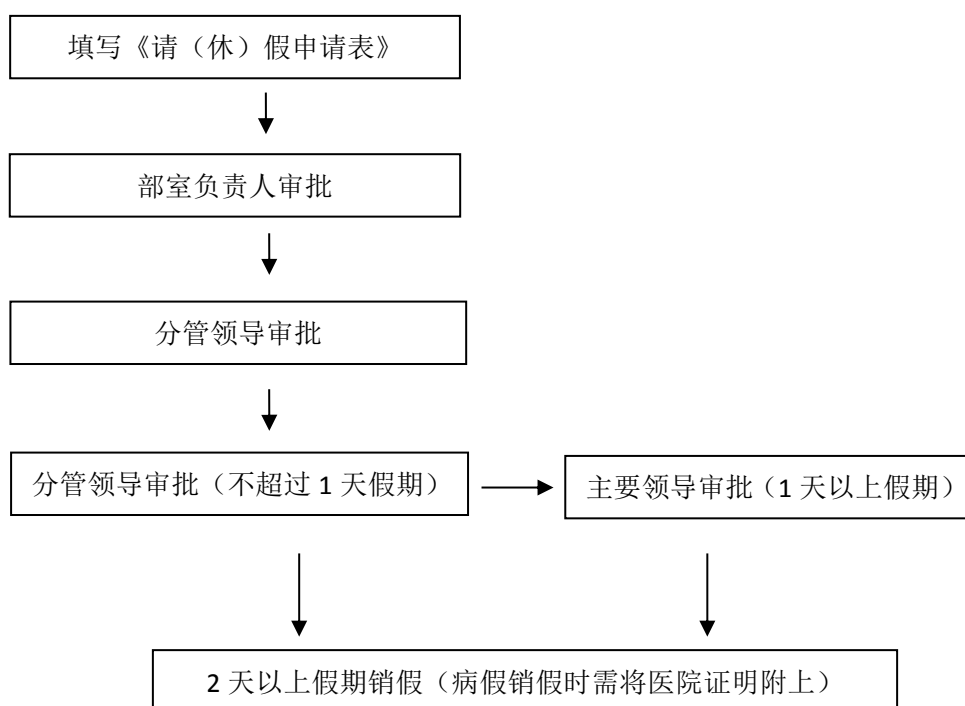 填写《请（休）假申请表》
部室负责人审批
分管领导审批
分管领导审批（不超过 1 天假期）
主要领导审批（1 天以上假期）
2 天以上假期销假（病假销假时需将医院证明附上）